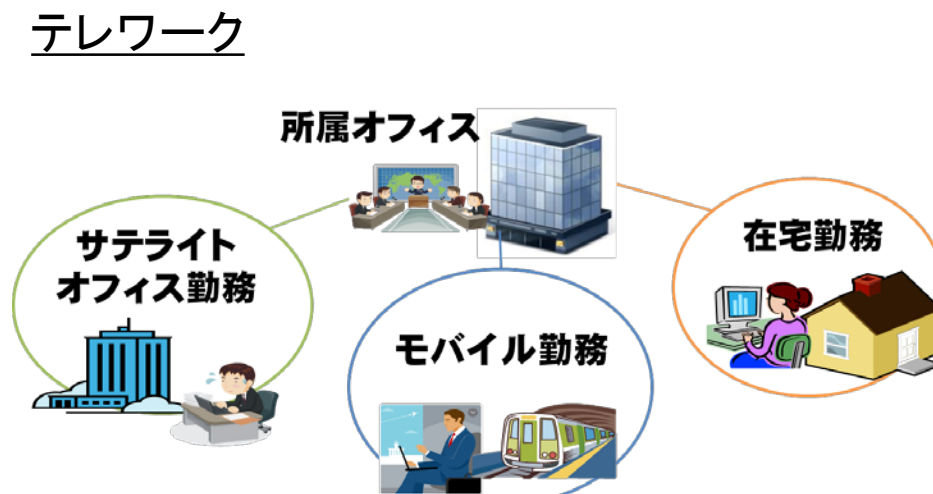 テレワーク
所属オフィス
サテライト
オフィス勤務
モバイル勤務
在宅勤務